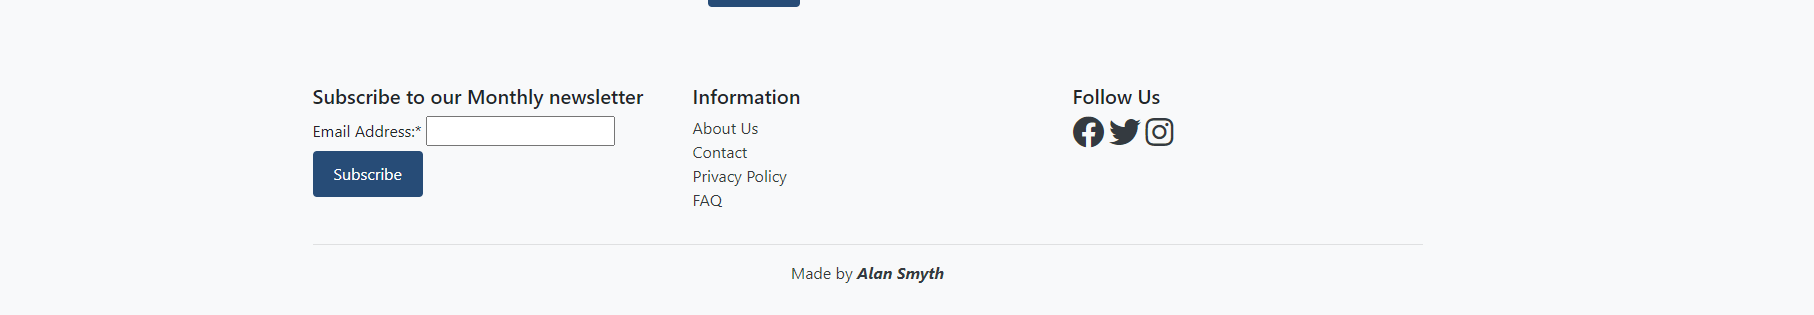 Subscribe to our Monthly newsletter
Email Address:*
Subscribe
Information
About Us
Contact
Privacy Policy
FAQ
Follow Us
Made by Alan Smyth